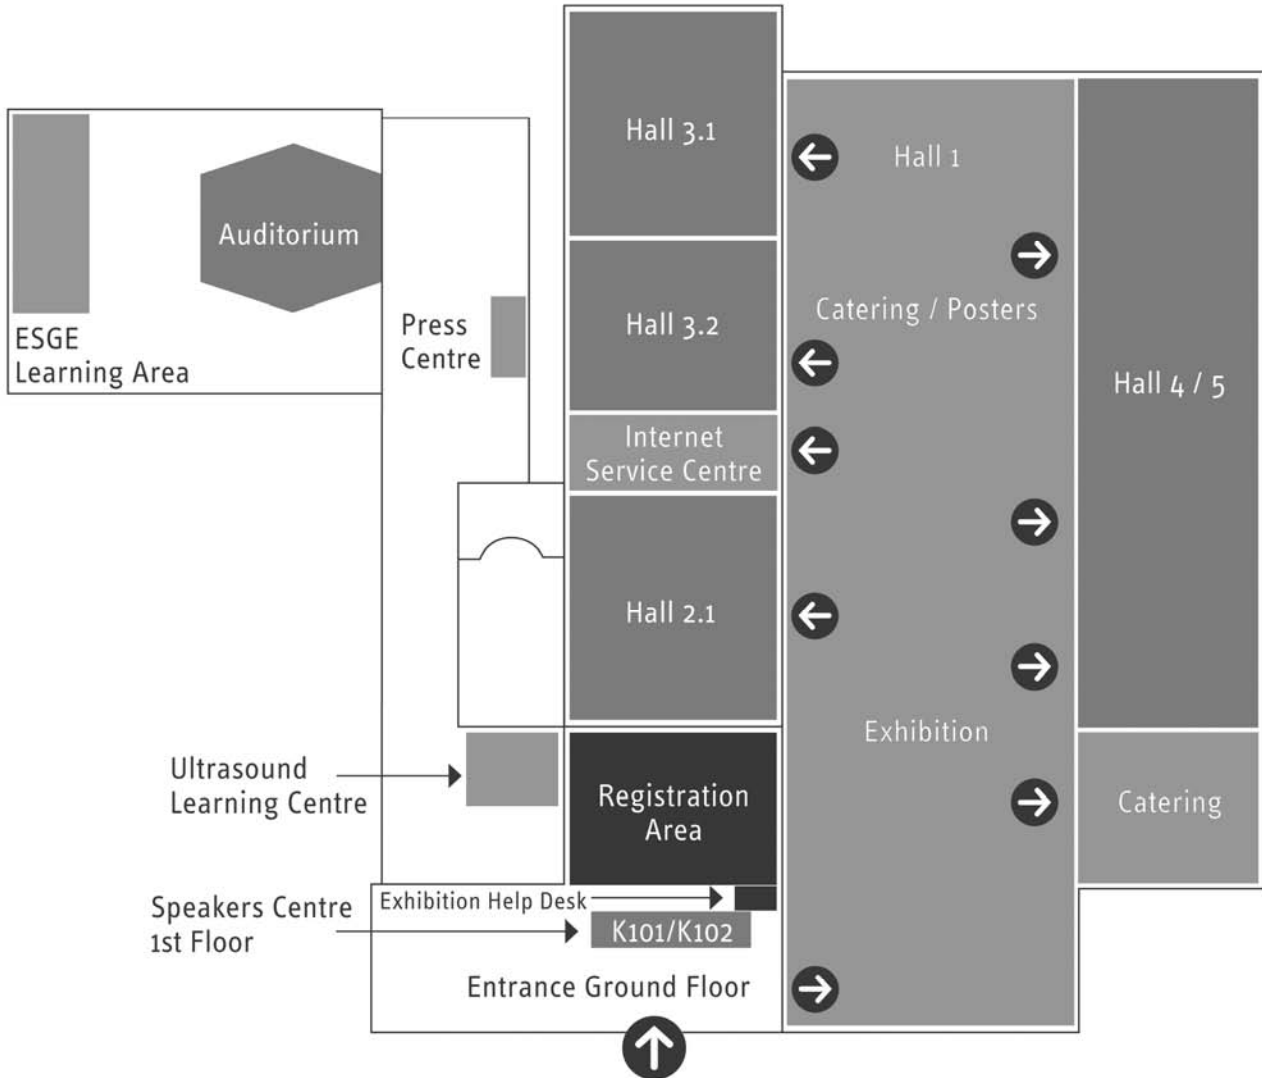 Hall 3.1
Hall 1
Auditorium
Catering / Posters
Press
Centre
Hall 3.2
ESGE
Learning Area
Hall 4 / 5
Internet
Service Centre
Hall 2.1
Exhibition
Ultrasound
Learning Centre
Registration
Area
Catering
Exhibition Help Desk
Speakers Centre
1st Floor
K101/K102
Entrance Ground Floor